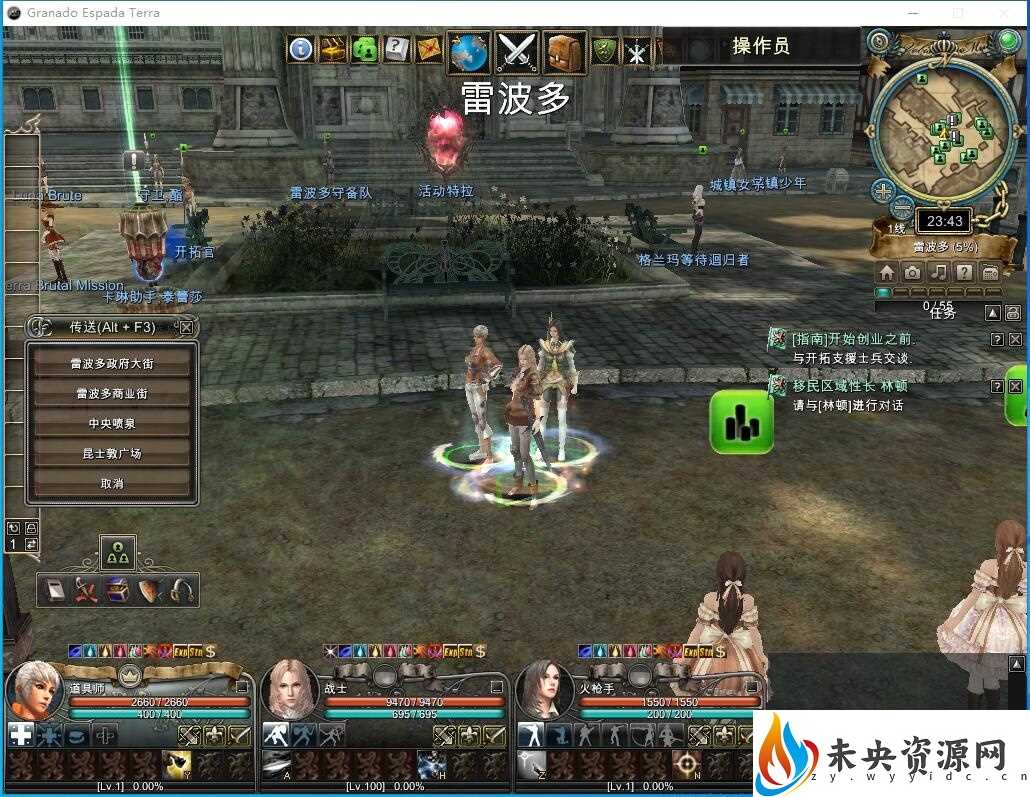 Granado Espada Terra
操作员
雷波多
Brute
守卫
雷波多守备队
活动特拉
城镇少年
开拓官
格兰玛等待迴归者
Brutal Mission
卡琳助手 泰蕾莎
23:43
1线
雷波多 (5%)
0/55
任务
传送(Alt + F3)
雷波多政府大街
雷波多商业街
中央喷泉
昆士敦广场
取消
[指南]开始创业之前.
与开拓支援士兵交谈.
移民区域性长 林顿
请与[林顿]进行对话
1
道具师
2660/2660
400/400
Y
[Lv.1] 0.00%
战士
9470/9470
695/695
A
H
[Lv.100] 0.00%
火枪手
1550/1550
200/200
Z
N
[Lv.1] 0.00%
未央资源网
zy.wyyidc.cn